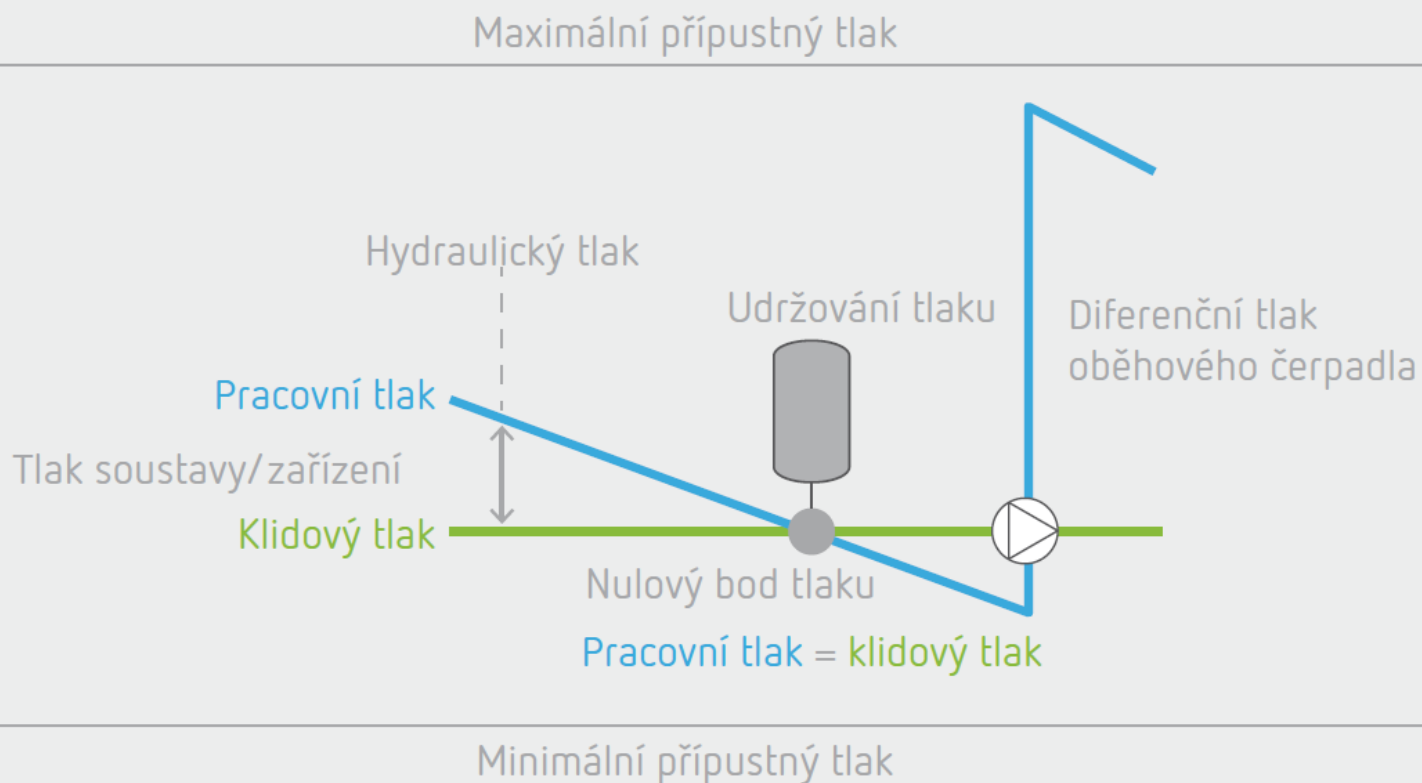 Maximální přípustný tlak
Hydraulický tlak
Udržování tlaku
Diferenční tlak
oběhového čerpadla
Pracovní tlak
Tlak soustavy/zařízení
Klidový tlak
Nulový bod tlaku
Pracovní tlak = klidový tlak
Minimální přípustný tlak